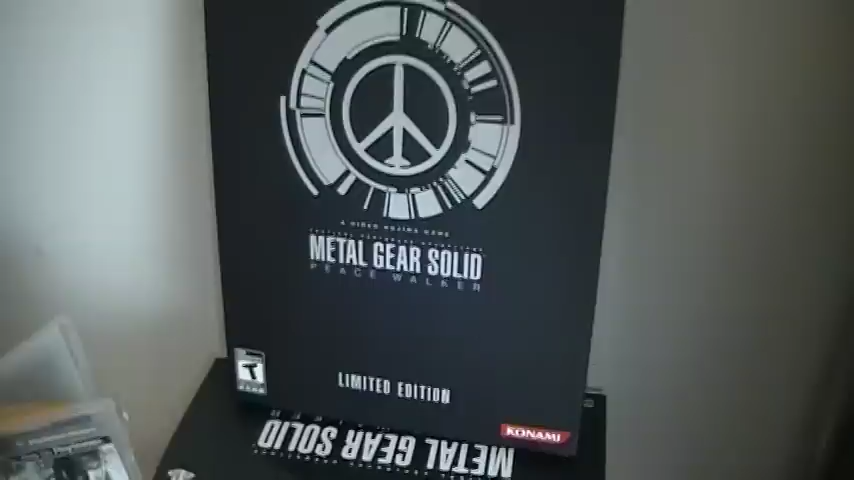 A HIDEO KOJIMA GAME
METAL GEAR SOLID
PEACE WALKER
T
LIMITED EDITION
KONAMI
METAL GEAR SOLID